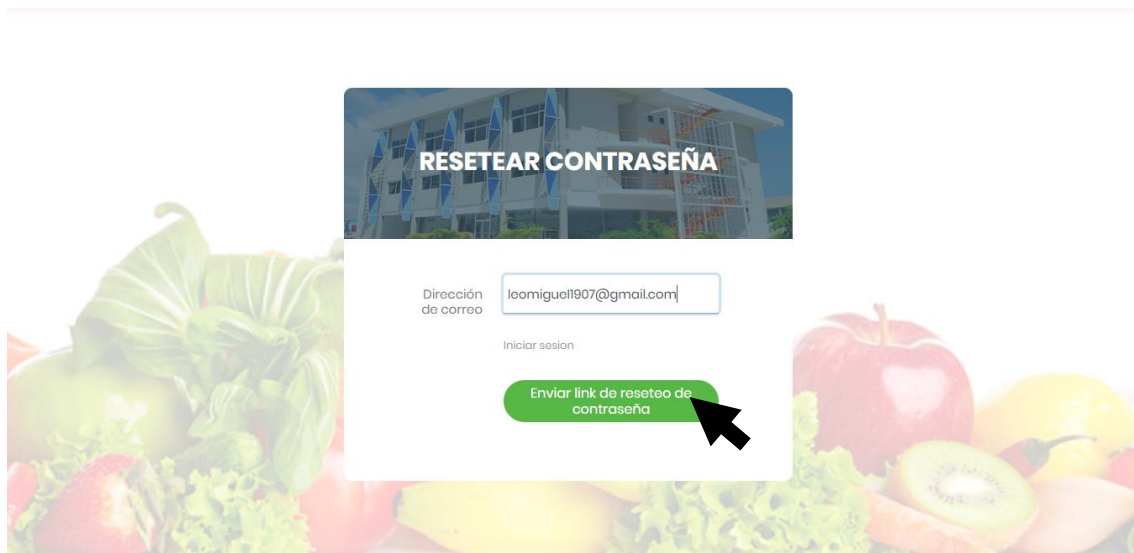 RESETEAR CONTRASEÑA
Dirección
de correo
leomiguel1907@gmail.com
Iniciar sesion
Enviar link de reseteo de
contraseña